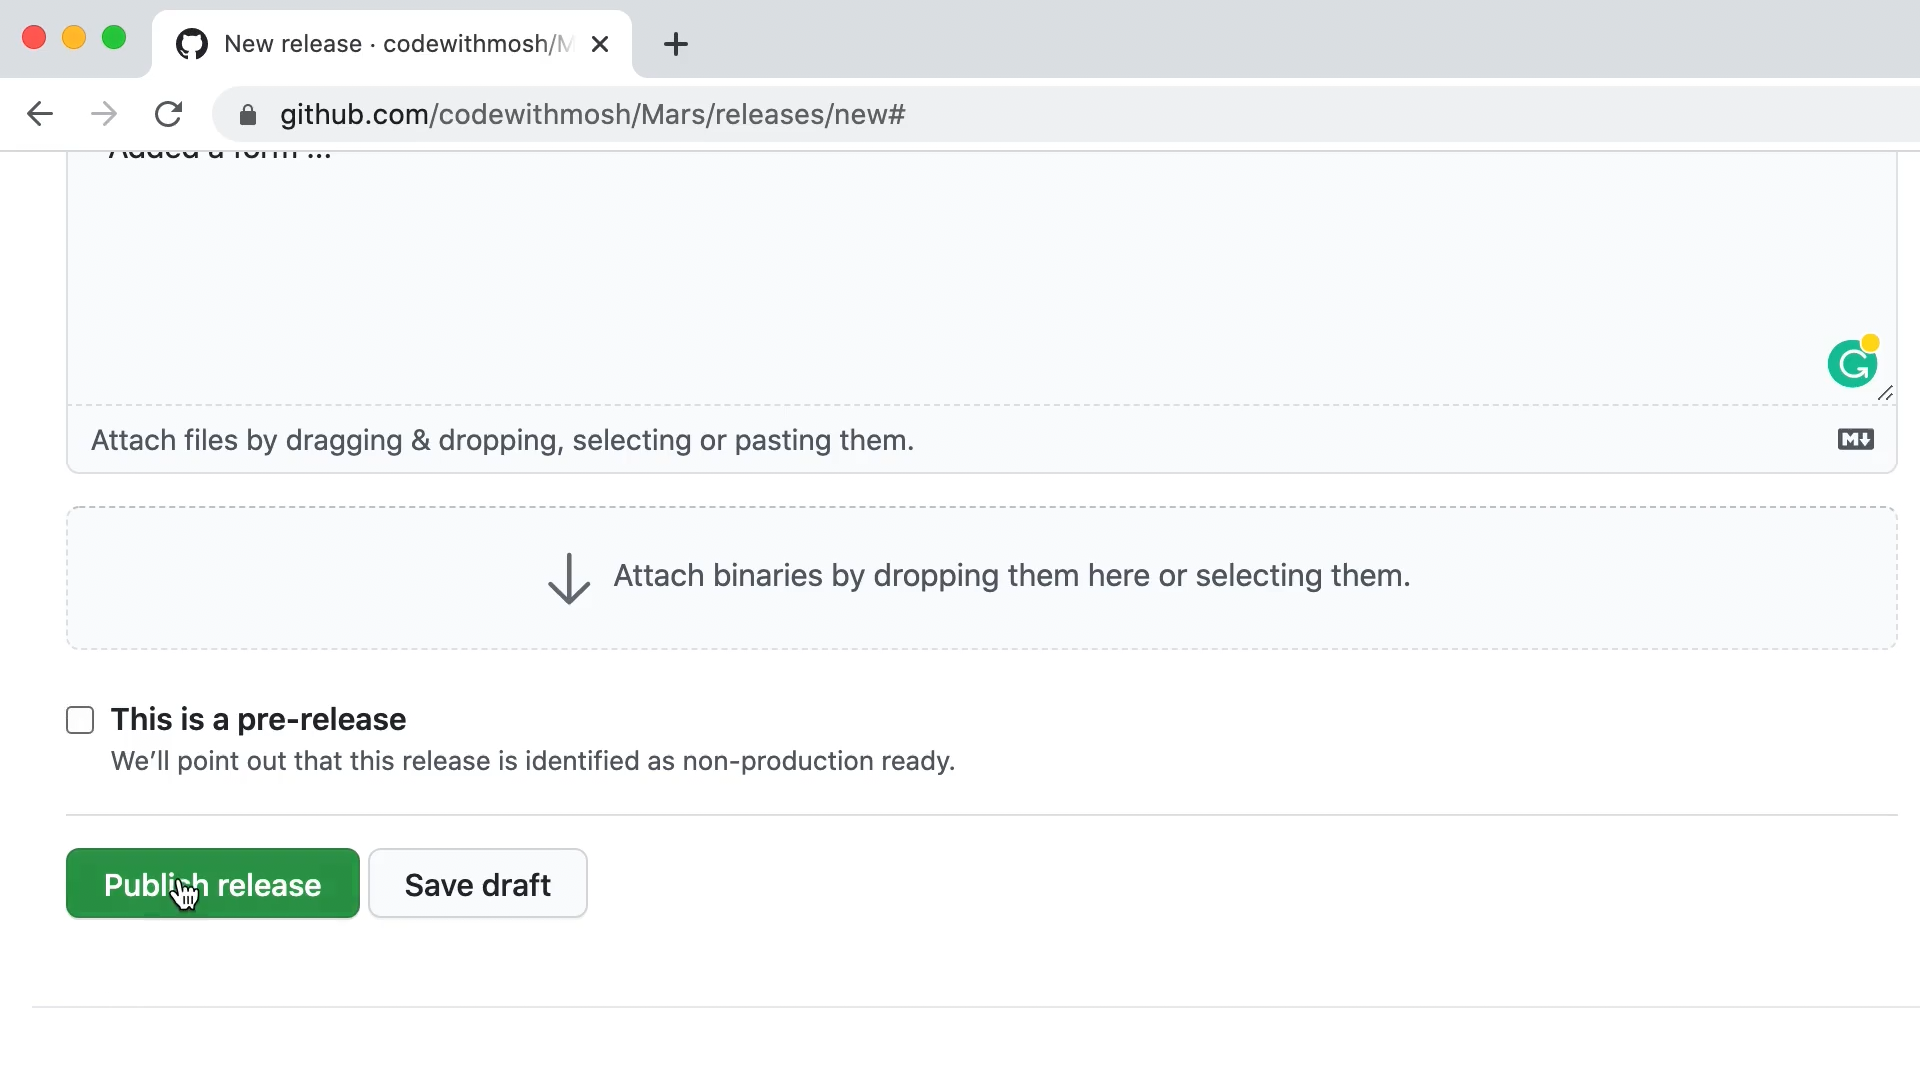 New release · codewithmosh/M
github.com/codewithmosh/Mars/releases/new#
Added a form ...
Attach files by dragging & dropping, selecting or pasting them.
M
Attach binaries by dropping them here or selecting them.
This is a pre-release
We’ll point out that this release is identified as non-production ready.
Publish release
Save draft